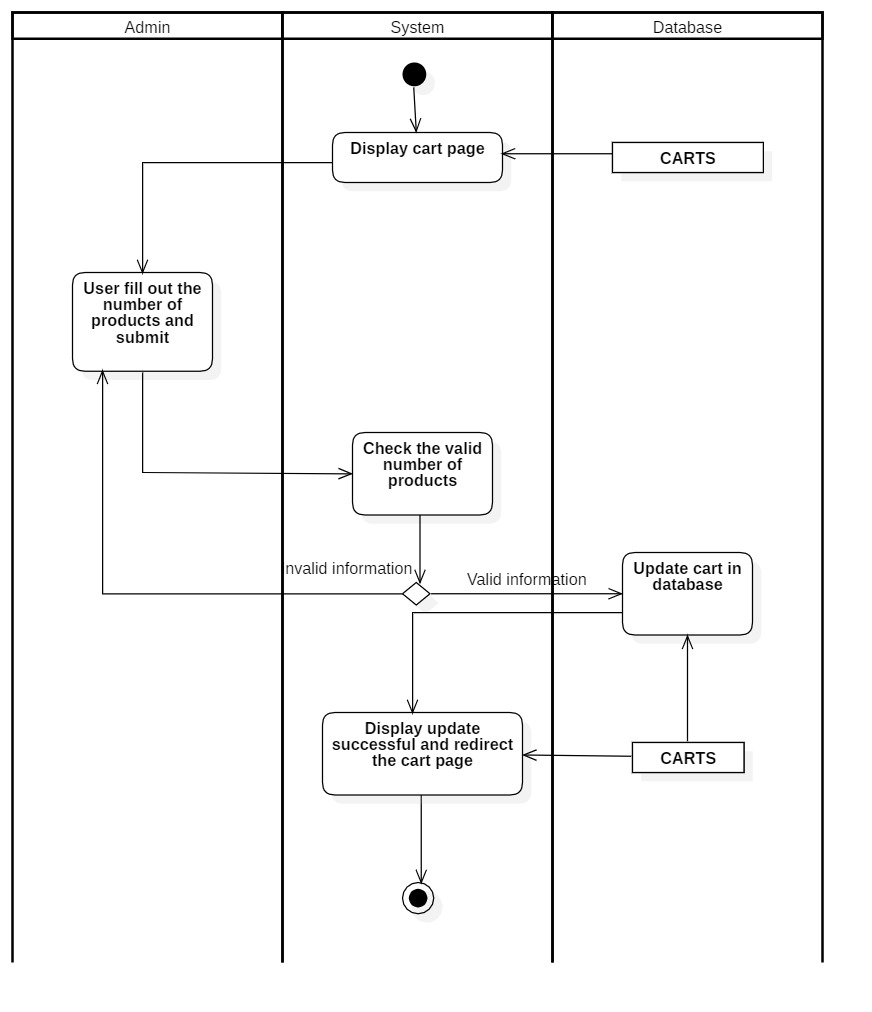 Admin
System
Database
Display cart page
CARTS
User fill out the
number of
products and
submit
Check the valid
number of
products
nvalid information
Valid information
Update cart in
database
Display update
successful and redirect
the cart page
CARTS